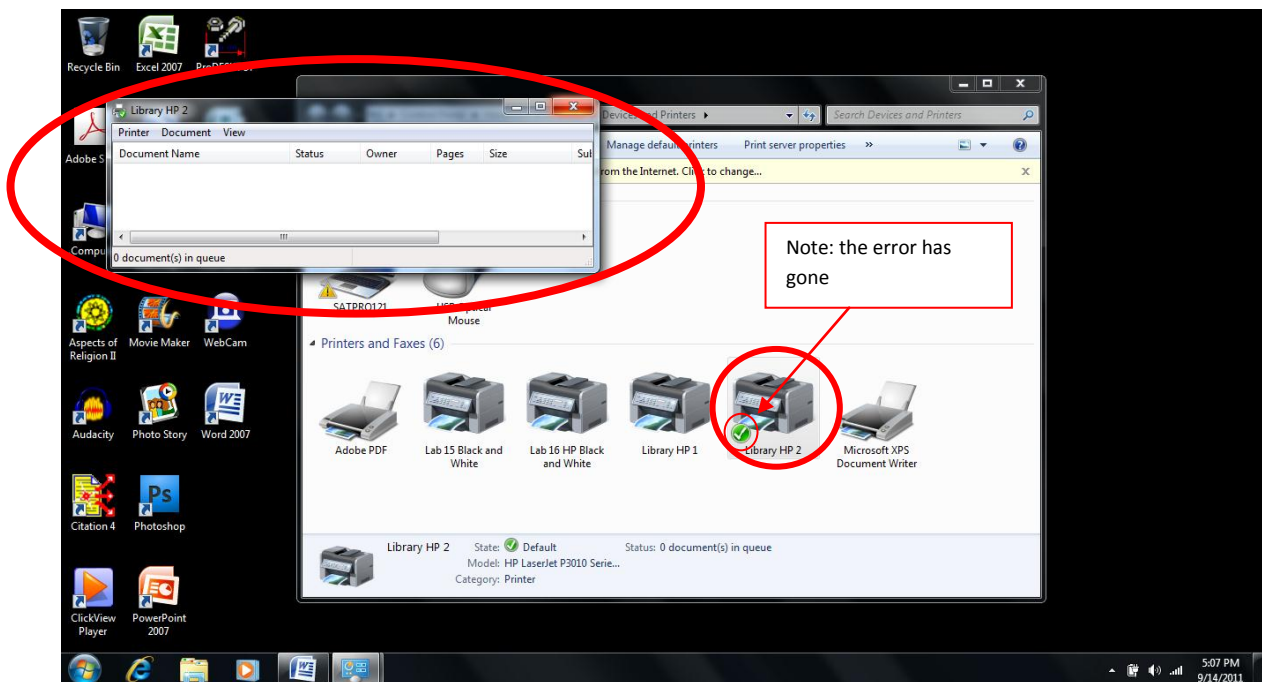 Recycle Bin
Excel 2007
Library HP 2
Printer Document View
Document Name Status Owner Pages Size
0 document(s) in queue
Devices and Printers
Search Devices and Printers
Manage default printers Print server properties »
from the Internet. Click to change...
Note: the error has
gone
SATPRO121
USB Optical
Mouse
Printers and Faxes (6)
Adobe PDF
Lab 15 Black and
White
Lab 16 HP Black
and White
Library HP 1
Library HP 2
Microsoft XPS
Document Writer
Library HP 2 State: Default Status: 0 document(s) in queue
Model: HP LaserJet P3010 Serie...
Category: Printer
Adobe S
Compu
Aspects of
Religion II
Movie Maker
WebCam
Audacity
Photo Story
Word 2007
Citation 4
Ps
Photoshop
ClickView
Player
PowerPoint
2007
5:07 PM
9/14/2011